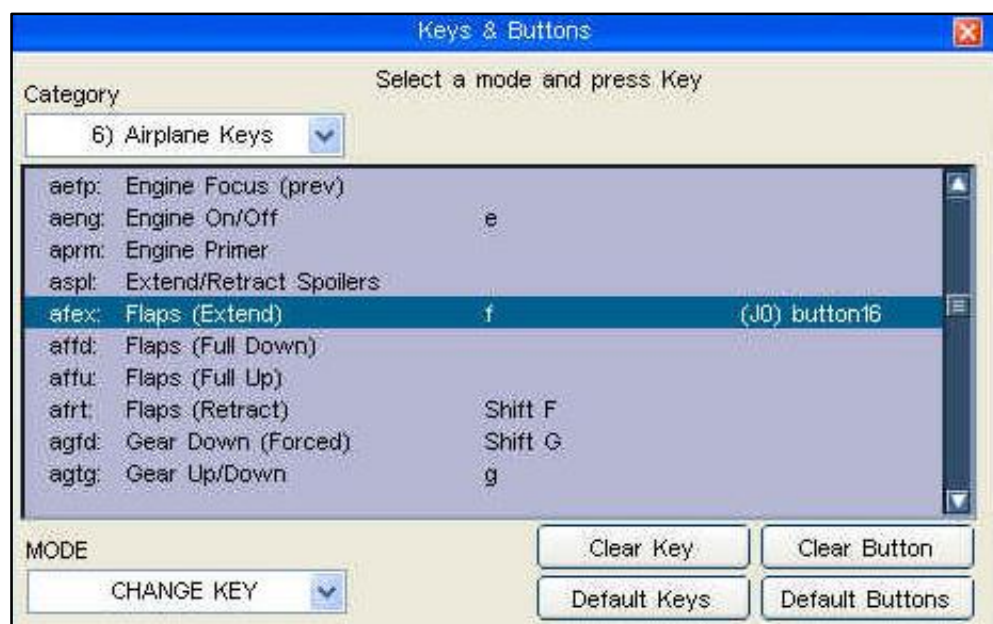 Keys & Buttons
Select a mode and press Key
Category
6) Airplane Keys
aefp: Engine Focus (prev)
aeng: Engine On/Off e
aprm: Engine Primer
aspl: Extend/Retract Spoilers
afex: Flaps (Extend) f (J0) button16
affd: Flaps (Full Down)
affu: Flaps (Full Up)
afrt: Flaps (Retract) Shift F
agfd: Gear Down (Forced) Shift G
agtg: Gear Up/Down g
MODE
CHANGE KEY
Clear Key Clear Button
Default Keys Default Buttons